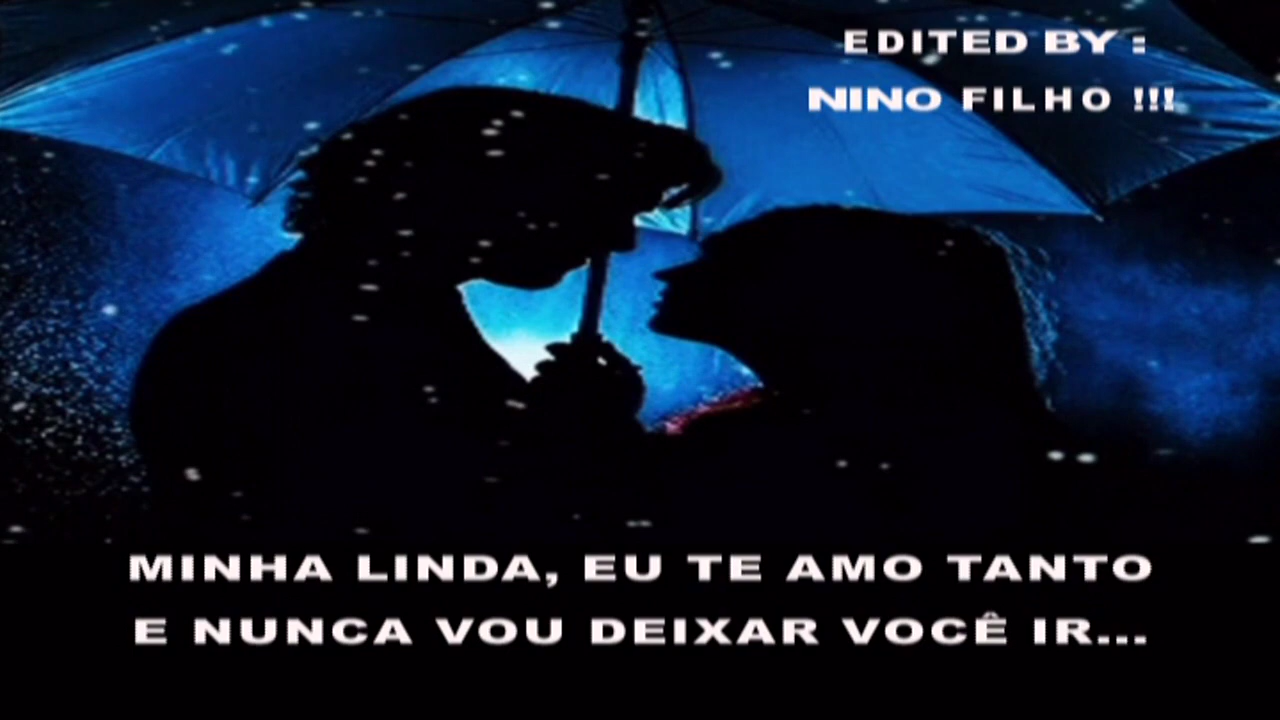 EDITED BY :
NINO FILHO !!!
MINHA LINDA, EU TE AMO TANTO
E NUNCA VOU DEIXAR VOCÊ IR...